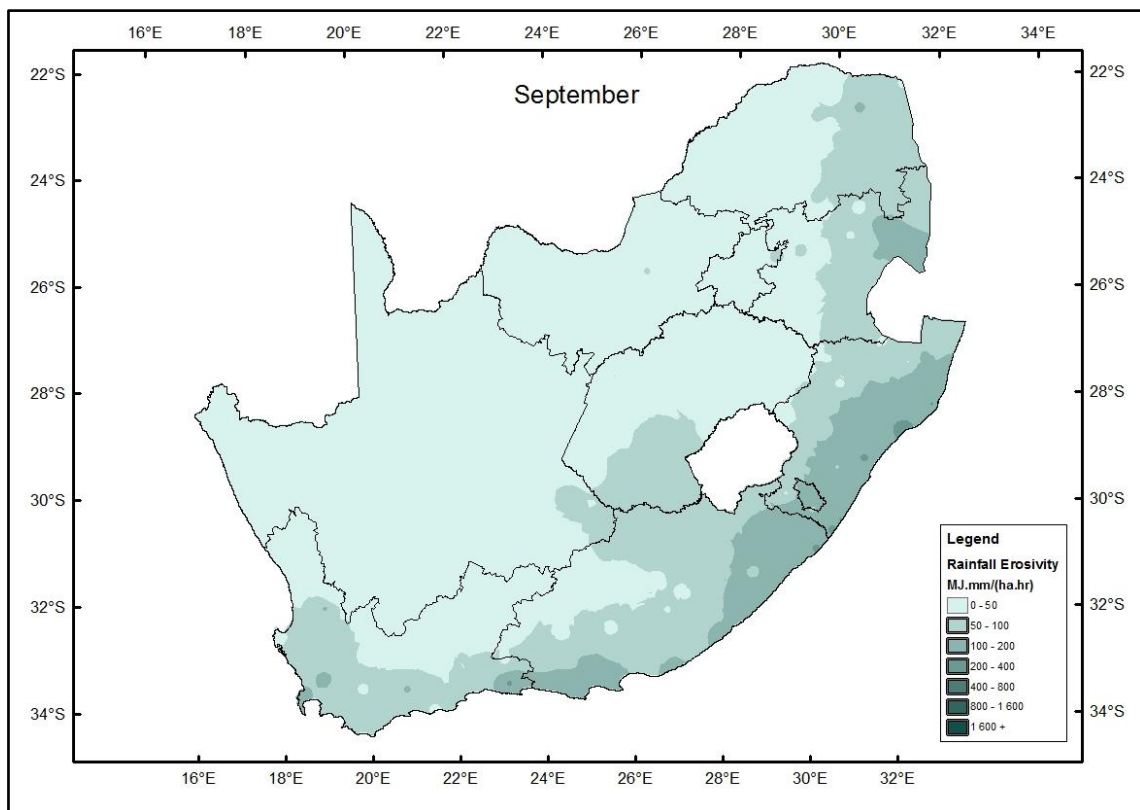 16°E 18°E 20°E 22°E 24°E 26°E 28°E 30°E 32°E 34°E
22°S 22°S
September
24°S 24°S
26°S 26°S
28°S 28°S
30°S 30°S
Legend
Rainfall Erosivity
MJ.mm/(ha.hr)
0 - 50
50 - 100
100 - 200
200 - 400
400 - 800
800 - 1 600
1 600 +
32°S 32°S
34°S 34°S
16°E 18°E 20°E 22°E 24°E 26°E 28°E 30°E 32°E